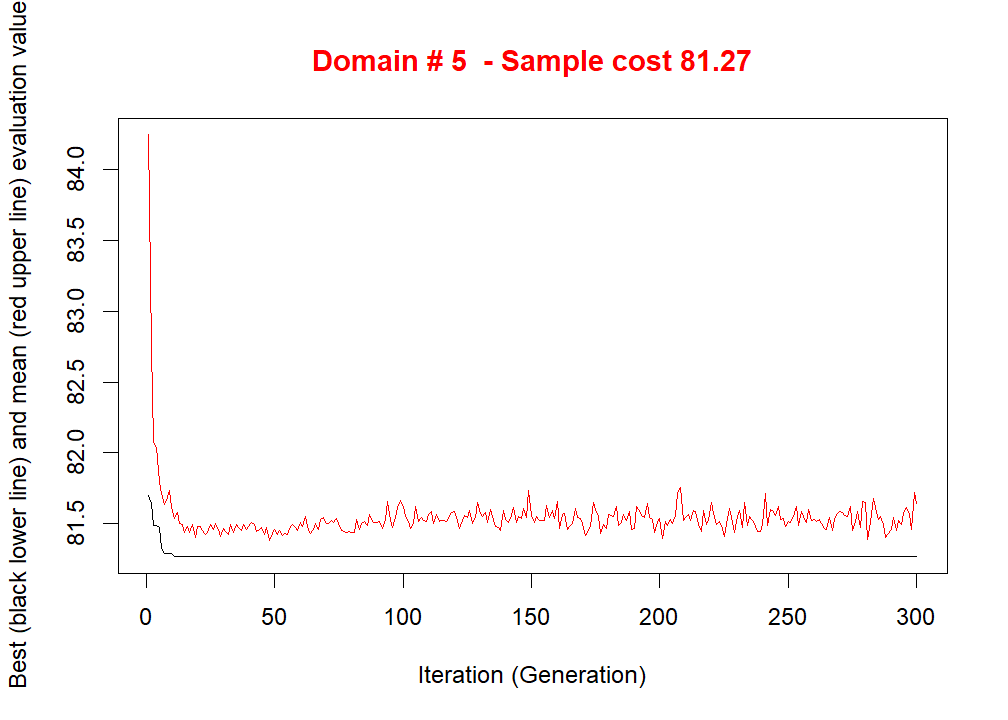 Domain # 5 - Sample cost 81.27
Best (black lower line) and mean (red upper line) evaluation value
84.0
83.5
83.0
82.5
82.0
81.5
0 50 100 150 200 250 300
Iteration (Generation)